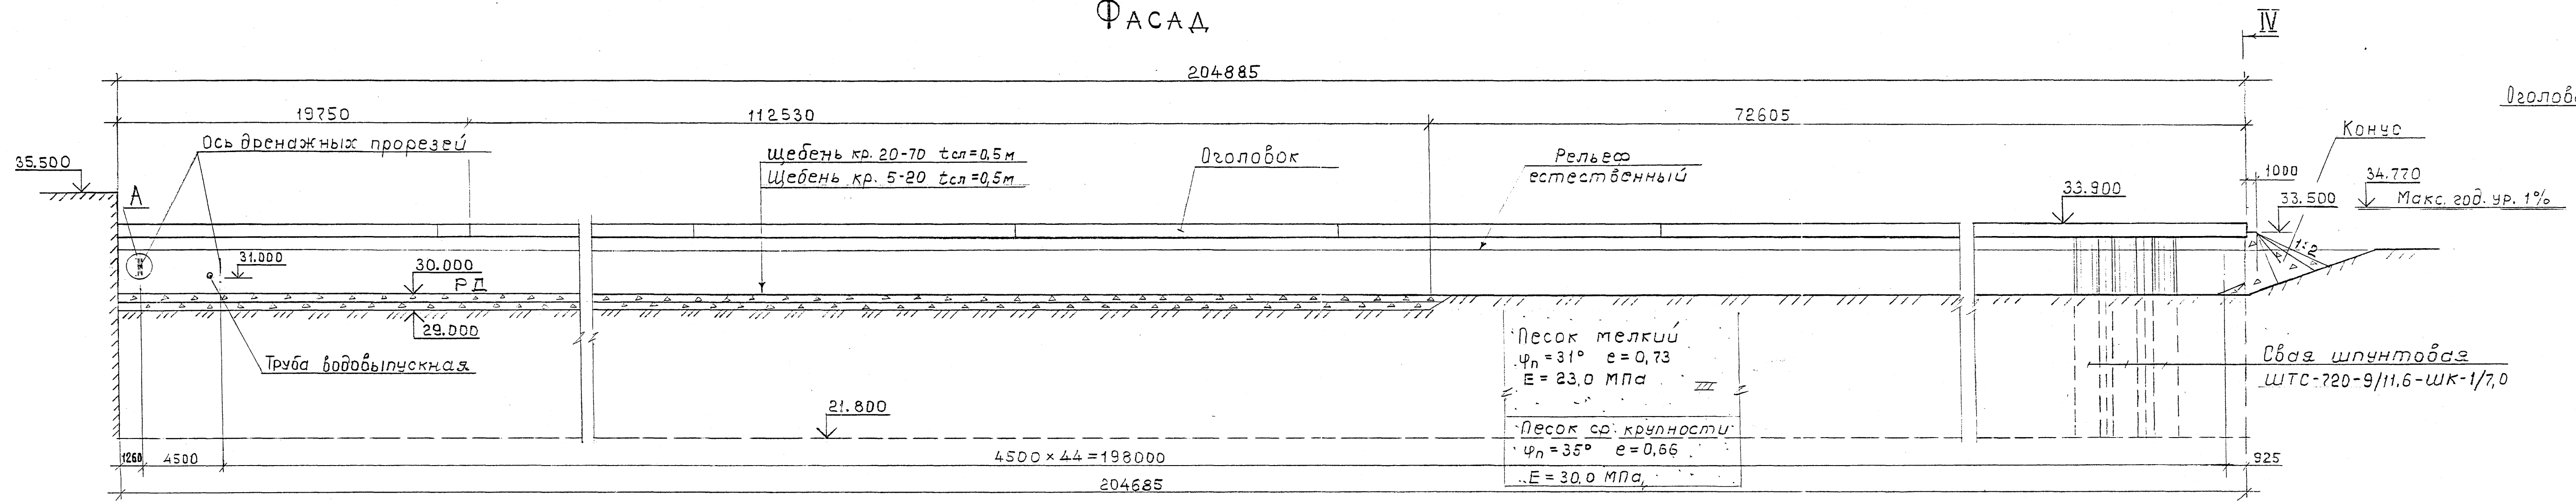 Фасад
IV
204885
19750
112530
72605
Оголов
Ось дренажных прорезей
Щебень кр. 20-70 tсл=0,5м
Щебень кр. 5-20 tсл=0,5м
Оголовок
Рельеф
естественный
Конус
35.500
А
33.900
1000
34.770
33.500
Макс. год. ур. 1%
1:2
31.000
30.000
РД
29.000
Труба водовыпускная
Песок мелкий
φп=31° е=0,73
Е=23,0 МПа
Свая шпунтовая
ШТС-720-9/11,6-ШК-1/7,0
21.800
Песок ср. крупности
φп=35° е=0,66
Е=30,0 МПа
1260
4500
4500×44=198000
925
204685